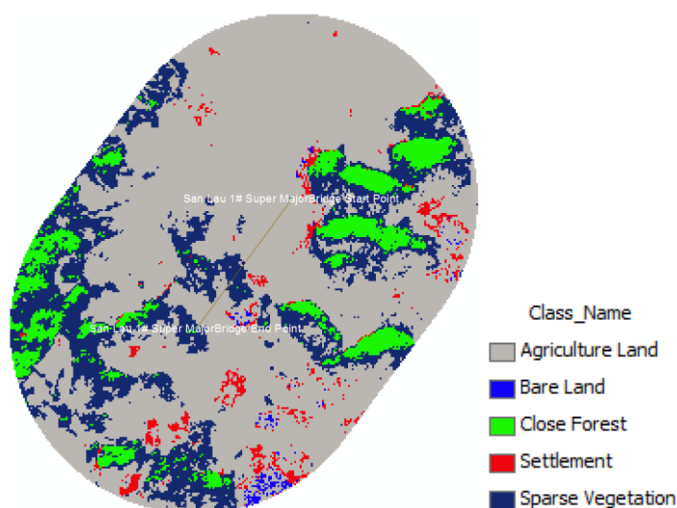 San Lau 1# Super MajorBridge Start Point
San Lau 1# Super MajorBridge End Point
Class_Name
Agriculture Land
Bare Land
Close Forest
Settlement
Sparse Vegetation